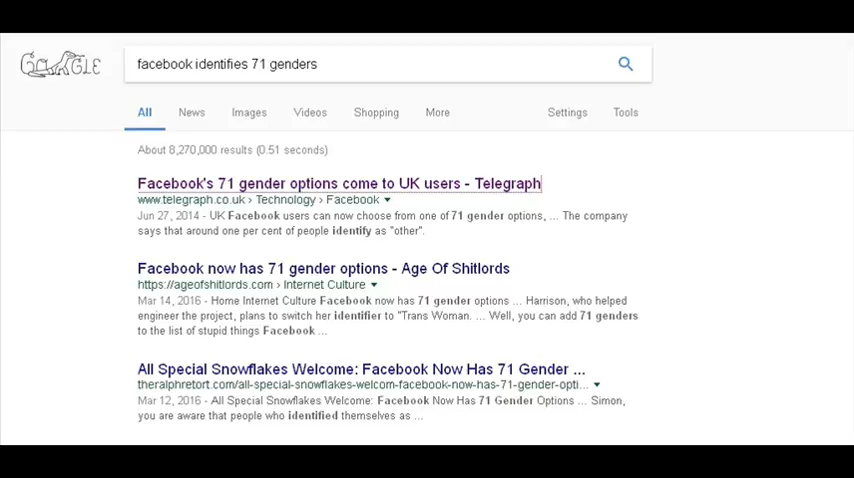 GOOGLE
facebook identifies 71 genders
All News Images Videos Shopping More Settings Tools
About 8,270,000 results (0.51 seconds)
Facebook's 71 gender options come to UK users - Telegraph
www.telegraph.co.uk › Technology › Facebook
Jun 27, 2014 - UK Facebook users can now choose from one of 71 gender options, ... The company
says that around one per cent of people identify as "other".
Facebook now has 71 gender options - Age Of Shitlords
https://ageofshitlords.com › Internet Culture
Mar 14, 2016 - Home Internet Culture Facebook now has 71 gender options ... Harrison, who helped
engineer the project, plans to switch her identifier to "Trans Woman. ... Well, you can add 71 genders
to the list of stupid things Facebook ...
All Special Snowflakes Welcome: Facebook Now Has 71 Gender ...
theralphretort.com/all-special-snowflakes-welcom-facebook-now-has-71-gender-opti...
Mar 12, 2016 - All Special Snowflakes Welcome: Facebook Now Has 71 Gender Options ... Simon,
you are aware that people who identified themselves as ...